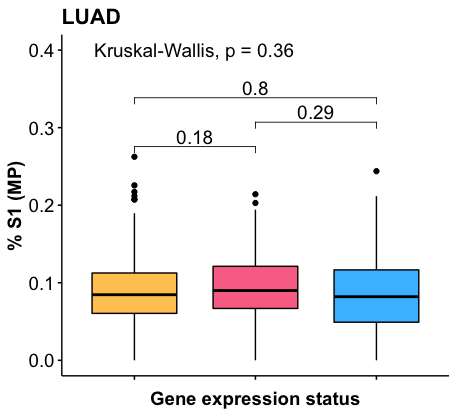 LUAD
Kruskal-Wallis, p = 0.36
0.8
0.29
0.18
0.4
0.3
0.2
0.1
0.0
% S1 (MP)
Gene expression status